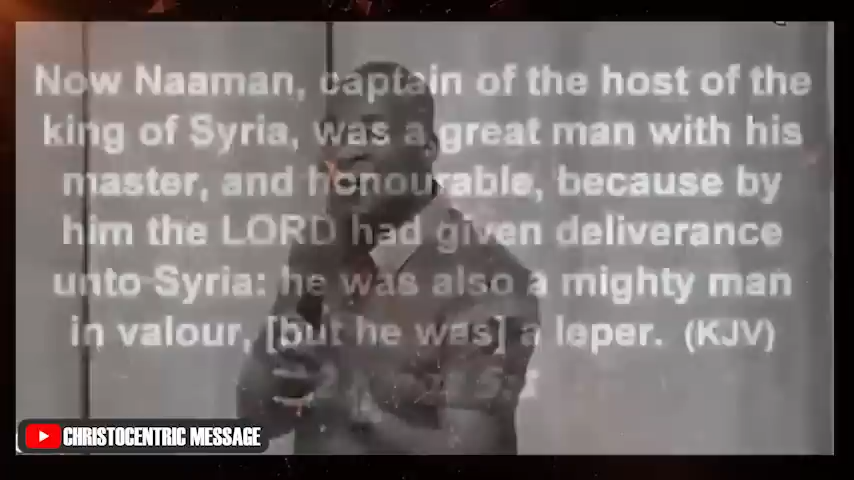 Now Naaman, captain of the host of the
king of Syria, was a great man with his
master, and honourable, because by
him the LORD had given deliverance
unto Syria: he was also a mighty man
in valour, [but he was] a leper. (KJV)
CHRISTOCENTRIC MESSAGE